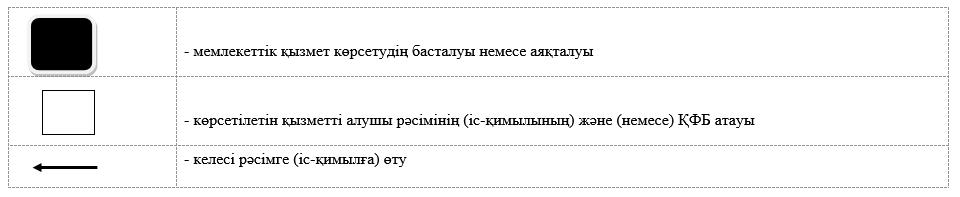 - мемлекеттік қызмет көрсетудің басталуы немесе аяқталуы
- көрсетілетін қызметті алушы рәсімінің (іс-қимылының) және (немесе) ҚФБ атауы
- келесі рәсімге (іс-қимылға) өту